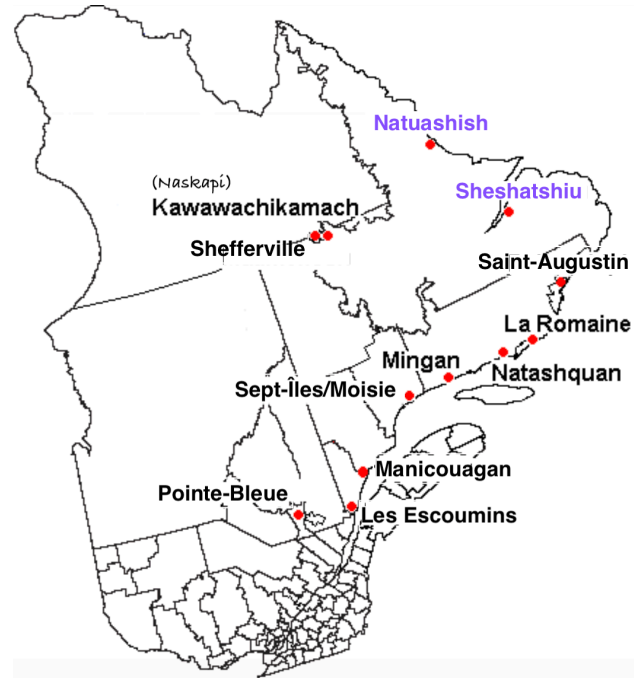 Natuashish
Sheshatshiu
(Naskapi)
Kawawachikamach
Shefferville
Saint-Augustin
La Romaine
Mingan
Natashquan
Sept-Îles/Moisie
Manicouagan
Pointe-Bleue
Les Escoumins